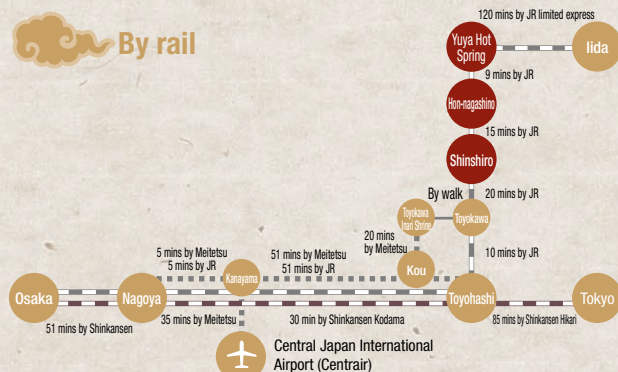 By rail
120 mins by JR limited express
Yuya Hot
Spring
Iida
9 mins by JR
Hon-nagashino
15 mins by JR
Shinshiro
By walk
20 mins by JR
Toyokawa
Inari Shrine
Toyokawa
20 mins
by Meitetsu
10 mins by JR
Kou
5 mins by Meitetsu
5 mins by JR
Kanayama
51 mins by Meitetsu
51 mins by JR
Osaka
Nagoya
Toyohashi
Tokyo
51 mins by Shinkansen
35 mins by Meitetsu
30 min by Shinkansen Kodama
85 mins by Shinkansen Hikari
Central Japan International
Airport (Centrair)